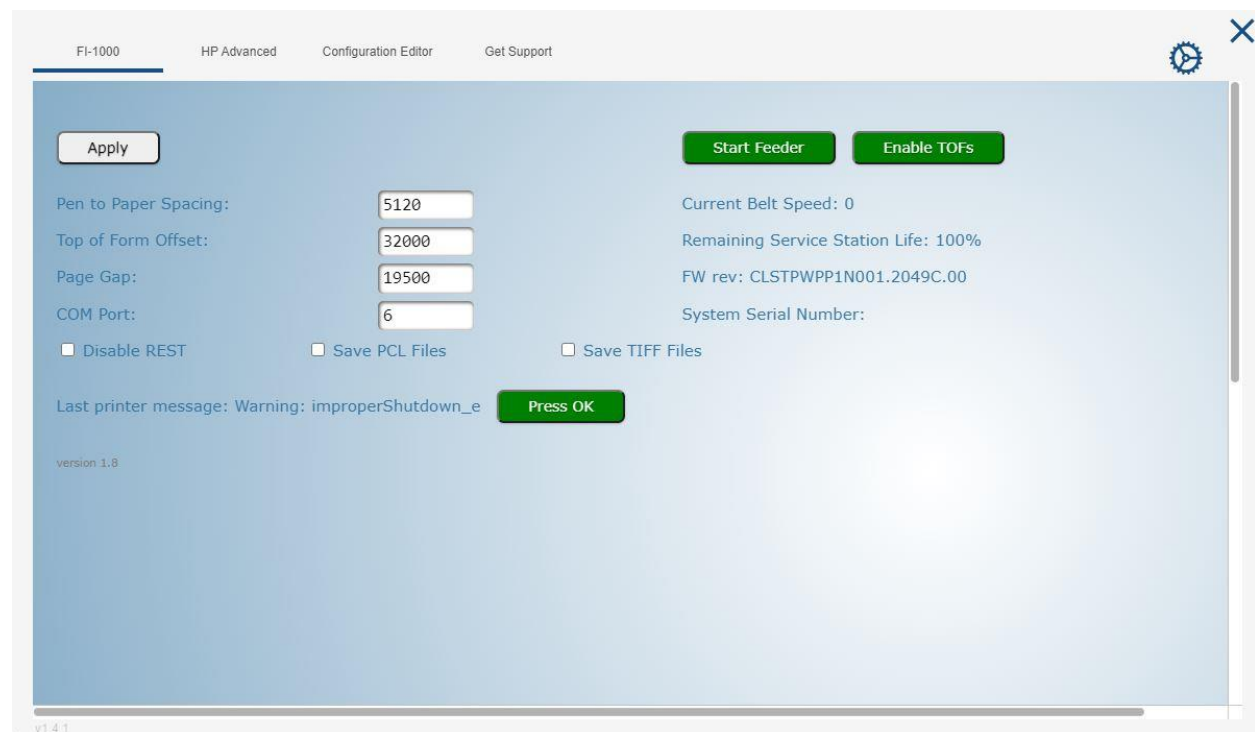 FI-1000 HP Advanced Configuration Editor Get Support
Apply Start Feeder Enable TOFs
Pen to Paper Spacing: 5120 Current Belt Speed: 0
Top of Form Offset: 32000 Remaining Service Station Life: 100%
Page Gap: 19500 FW rev: CLSTPWPP1N001.2049C.00
COM Port: 6 System Serial Number:
Disable REST Save PCL Files Save TIFF Files
Last printer message: Warning: improperShutdown_e Press OK
version 1.8
v1.4.1